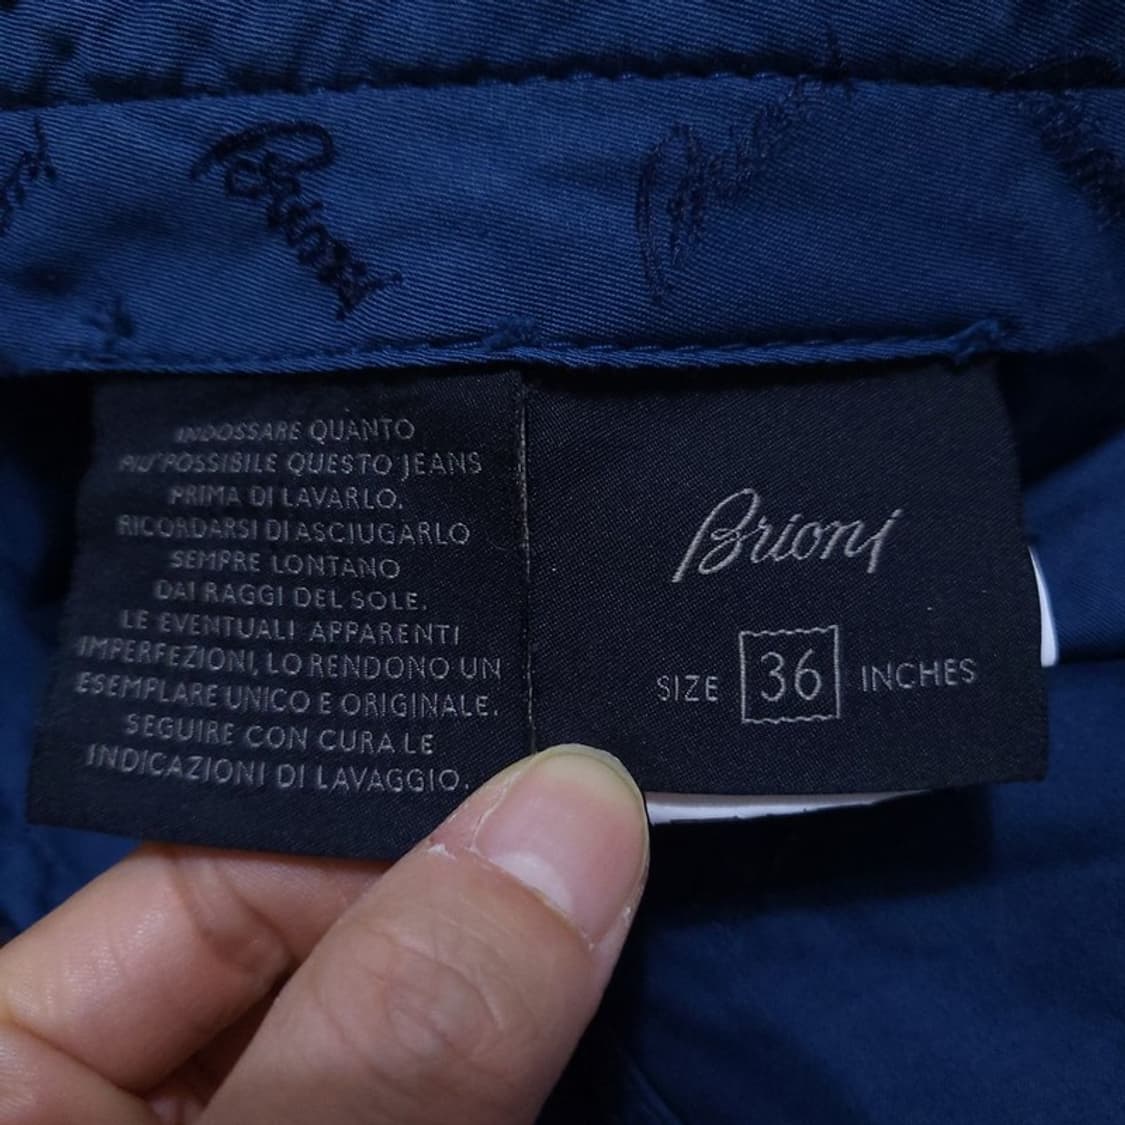 Brioni
INDOSSARE QUANTO
PIU' POSSIBILE QUESTO JEANS
PRIMA DI LAVARLO.
RICORDARSI DI ASCIUGARLO
SEMPRE LONTANO
DAI RAGGI DEL SOLE.
LE EVENTUALI APPARENTI
IMPERFEZIONI, LO RENDONO UN
ESEMPLARE UNICO E ORIGINALE.
SEGUIRE CON CURA LE
INDICAZIONI DI LAVAGGIO.
Brioni
SIZE 36 INCHES